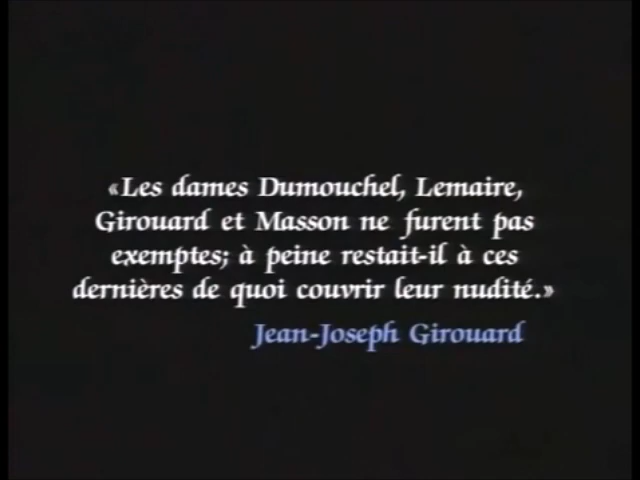 «Les dames Dumouchel, Lemaire,
Girouard et Masson ne furent pas
exemptes; à peine restait-il à ces
dernières de quoi couvrir leur nudité.»
Jean-Joseph Girouard